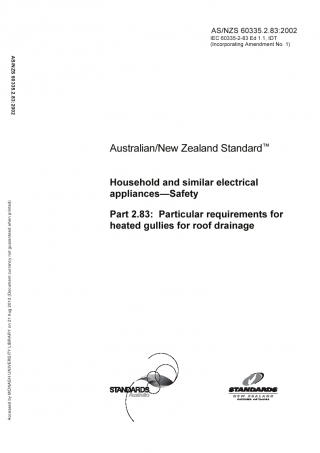 AS/NZS 60335.2.83:2002
IEC 60335-2-83 Ed 1.1, IDT
(Incorporating Amendment No. 1)
AS/NZS 60335.2.83:2002
Australian/New Zealand Standard™
Household and similar electrical
appliances—Safety
Part 2.83: Particular requirements for
heated gullies for roof drainage
Accessed by MONASH UNIVERSITY LIBRARY on 21 Aug 2013 (Document currency not guaranteed when printed)
STANDARDS
Australia
STANDARDS
NEW ZEALAND